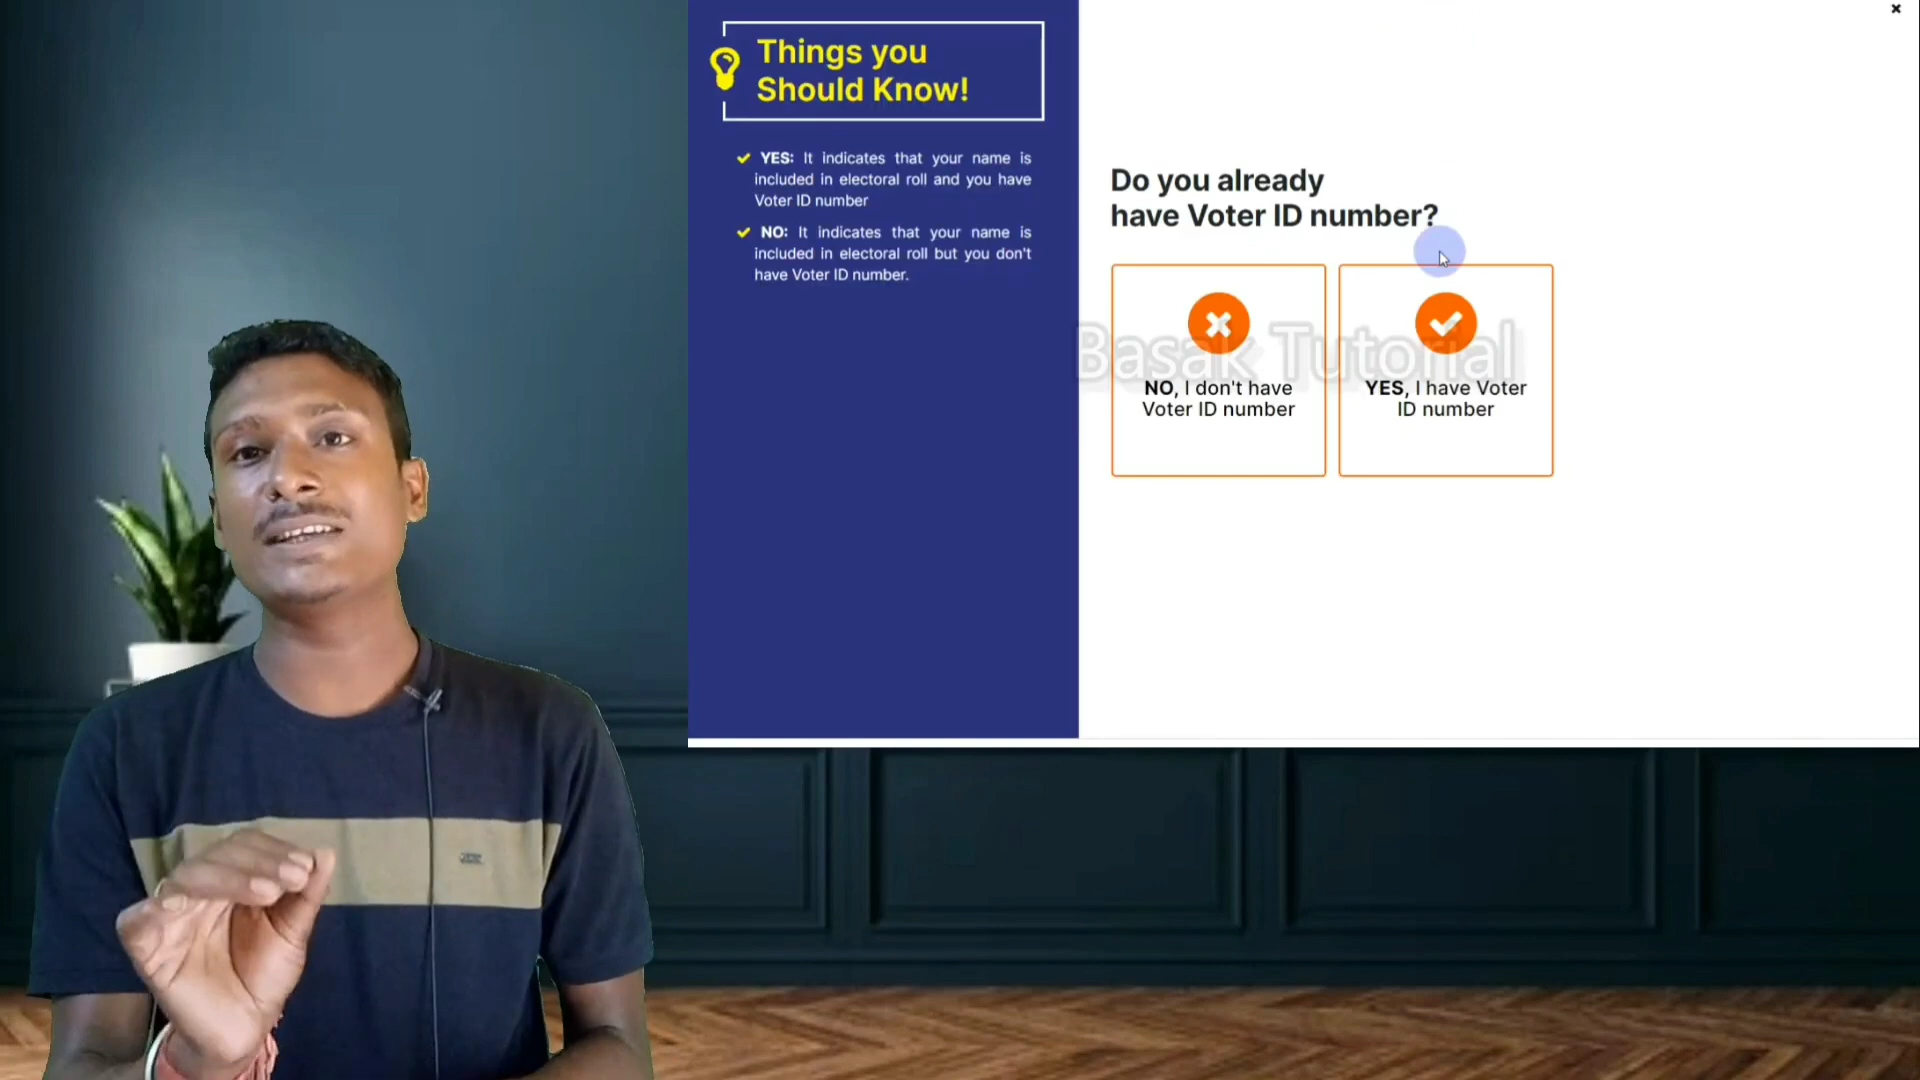 Things you
Should Know!
YES: It indicates that your name is
included in electoral roll and you have
Voter ID number
NO: It indicates that your name is
included in electoral roll but you don't
have Voter ID number.
Do you already
have Voter ID number?
Basak Tutorial
NO, I don't have
Voter ID number
YES, I have Voter
ID number